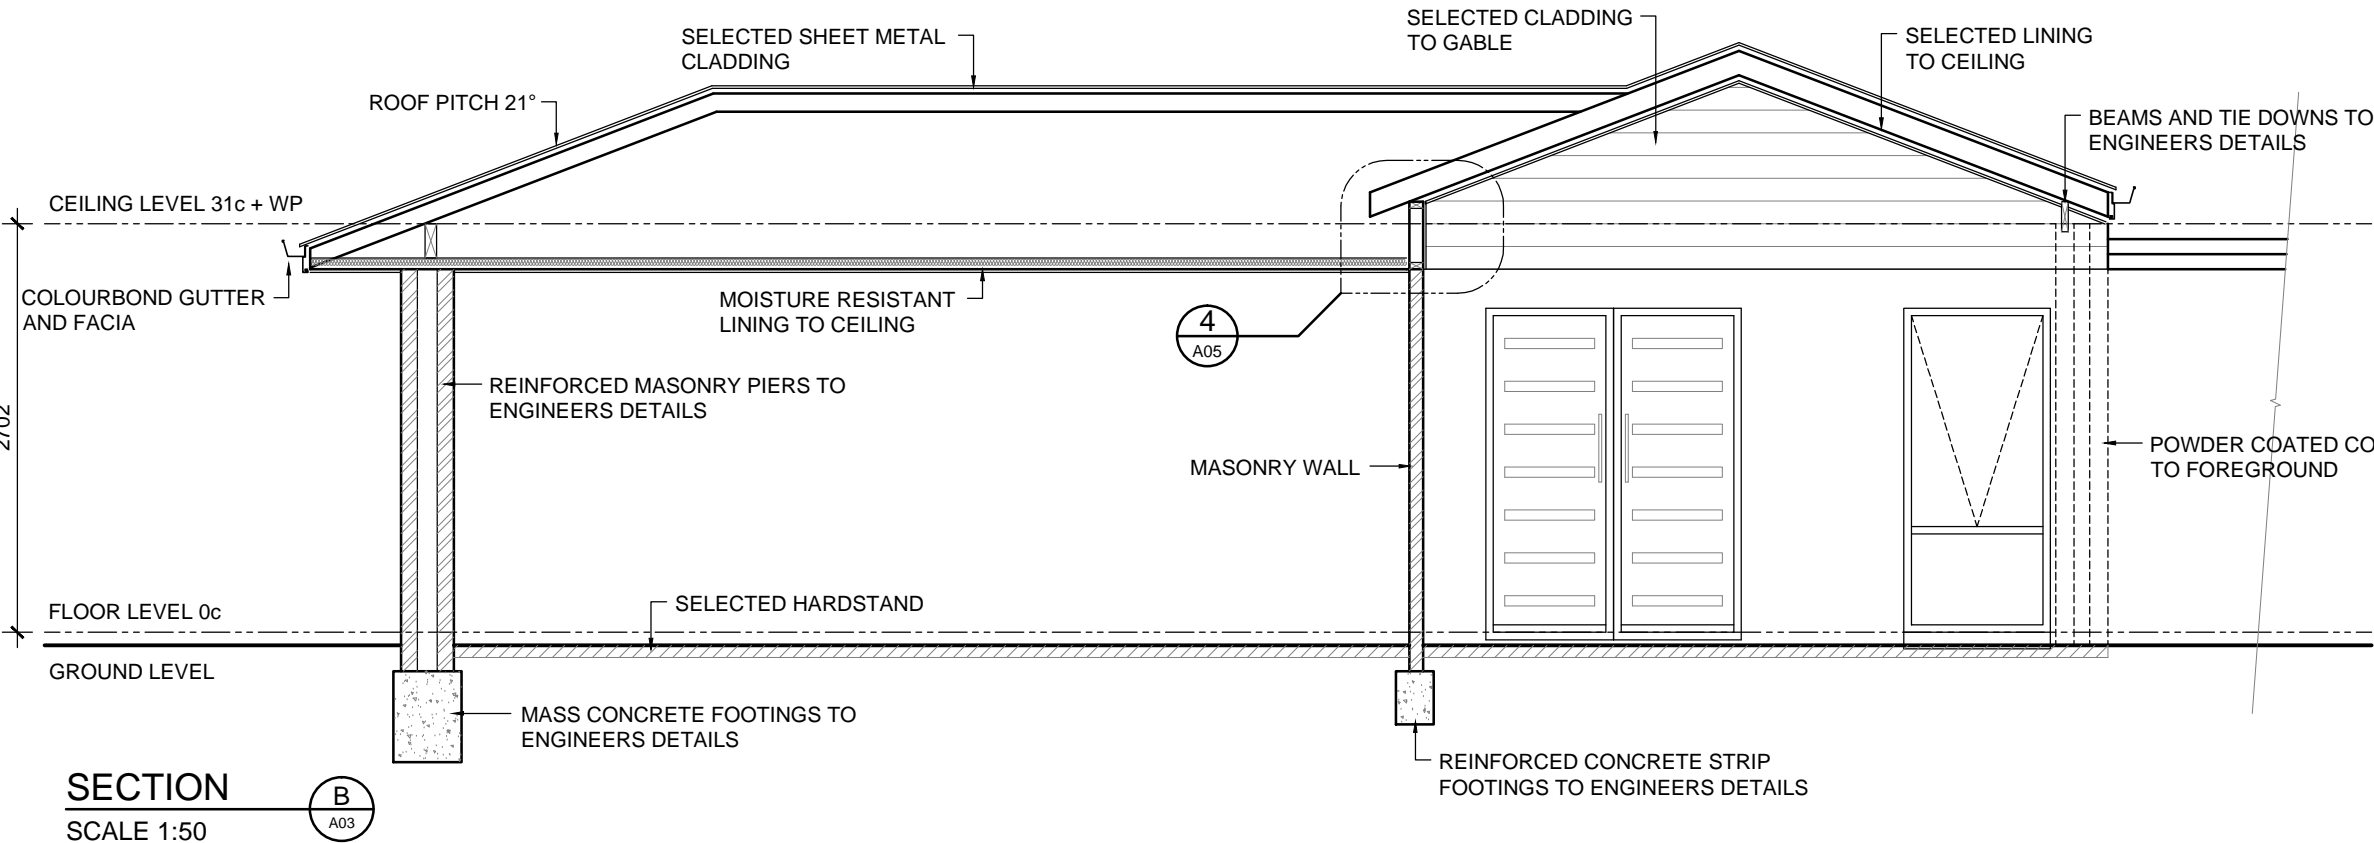 SELECTED SHEET METAL
CLADDING
SELECTED CLADDING
TO GABLE
SELECTED LINING
TO CEILING
ROOF PITCH 21°
BEAMS AND TIE DOWNS TO
ENGINEERS DETAILS
CEILING LEVEL 31c + WP
COLOURBOND GUTTER
AND FACIA
MOISTURE RESISTANT
LINING TO CEILING
4
A05
REINFORCED MASONRY PIERS TO
ENGINEERS DETAILS
2702
MASONRY WALL
POWDER COATED CO
TO FOREGROUND
FLOOR LEVEL 0c
SELECTED HARDSTAND
GROUND LEVEL
MASS CONCRETE FOOTINGS TO
ENGINEERS DETAILS
REINFORCED CONCRETE STRIP
FOOTINGS TO ENGINEERS DETAILS
SECTION
SCALE 1:50
B
A03